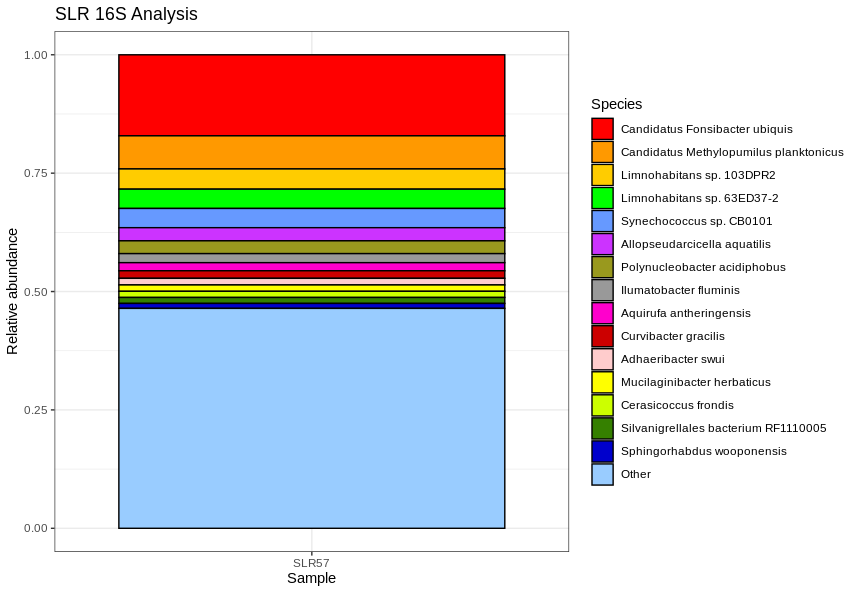 SLR 16S Analysis
1.00
0.75
0.50
0.25
0.00
Relative abundance
SLR57
Sample
Species
Candidatus Fonsibacter ubiquis
Candidatus Methylopumilus planktonicus
Limnohabitans sp. 103DPR2
Limnohabitans sp. 63ED37-2
Synechococcus sp. CB0101
Allopseudarcicella aquatilis
Polynucleobacter acidiphobus
Ilumatobacter fluminis
Aquirufa antheringensis
Curvibacter gracilis
Adhaeribacter swui
Mucilaginibacter herbaticus
Cerasicoccus frondis
Silvanigrellales bacterium RF1110005
Sphingorhabdus wooponensis
Other